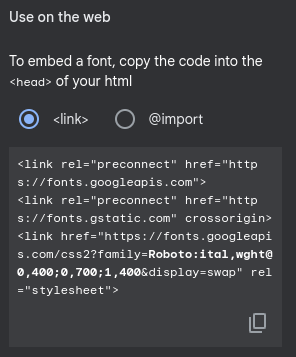 Use on the web
To embed a font, copy the code into the
<head> of your html
<link> @import
<link rel="preconnect" href="http
s://fonts.googleapis.com">
<link rel="preconnect" href="http
s://fonts.gstatic.com" crossorigin>
<link href="https://fonts.googleapi
s.com/css2?family=Roboto:ital,wght@
0,400;0,700;1,400&display=swap" rel
="stylesheet">